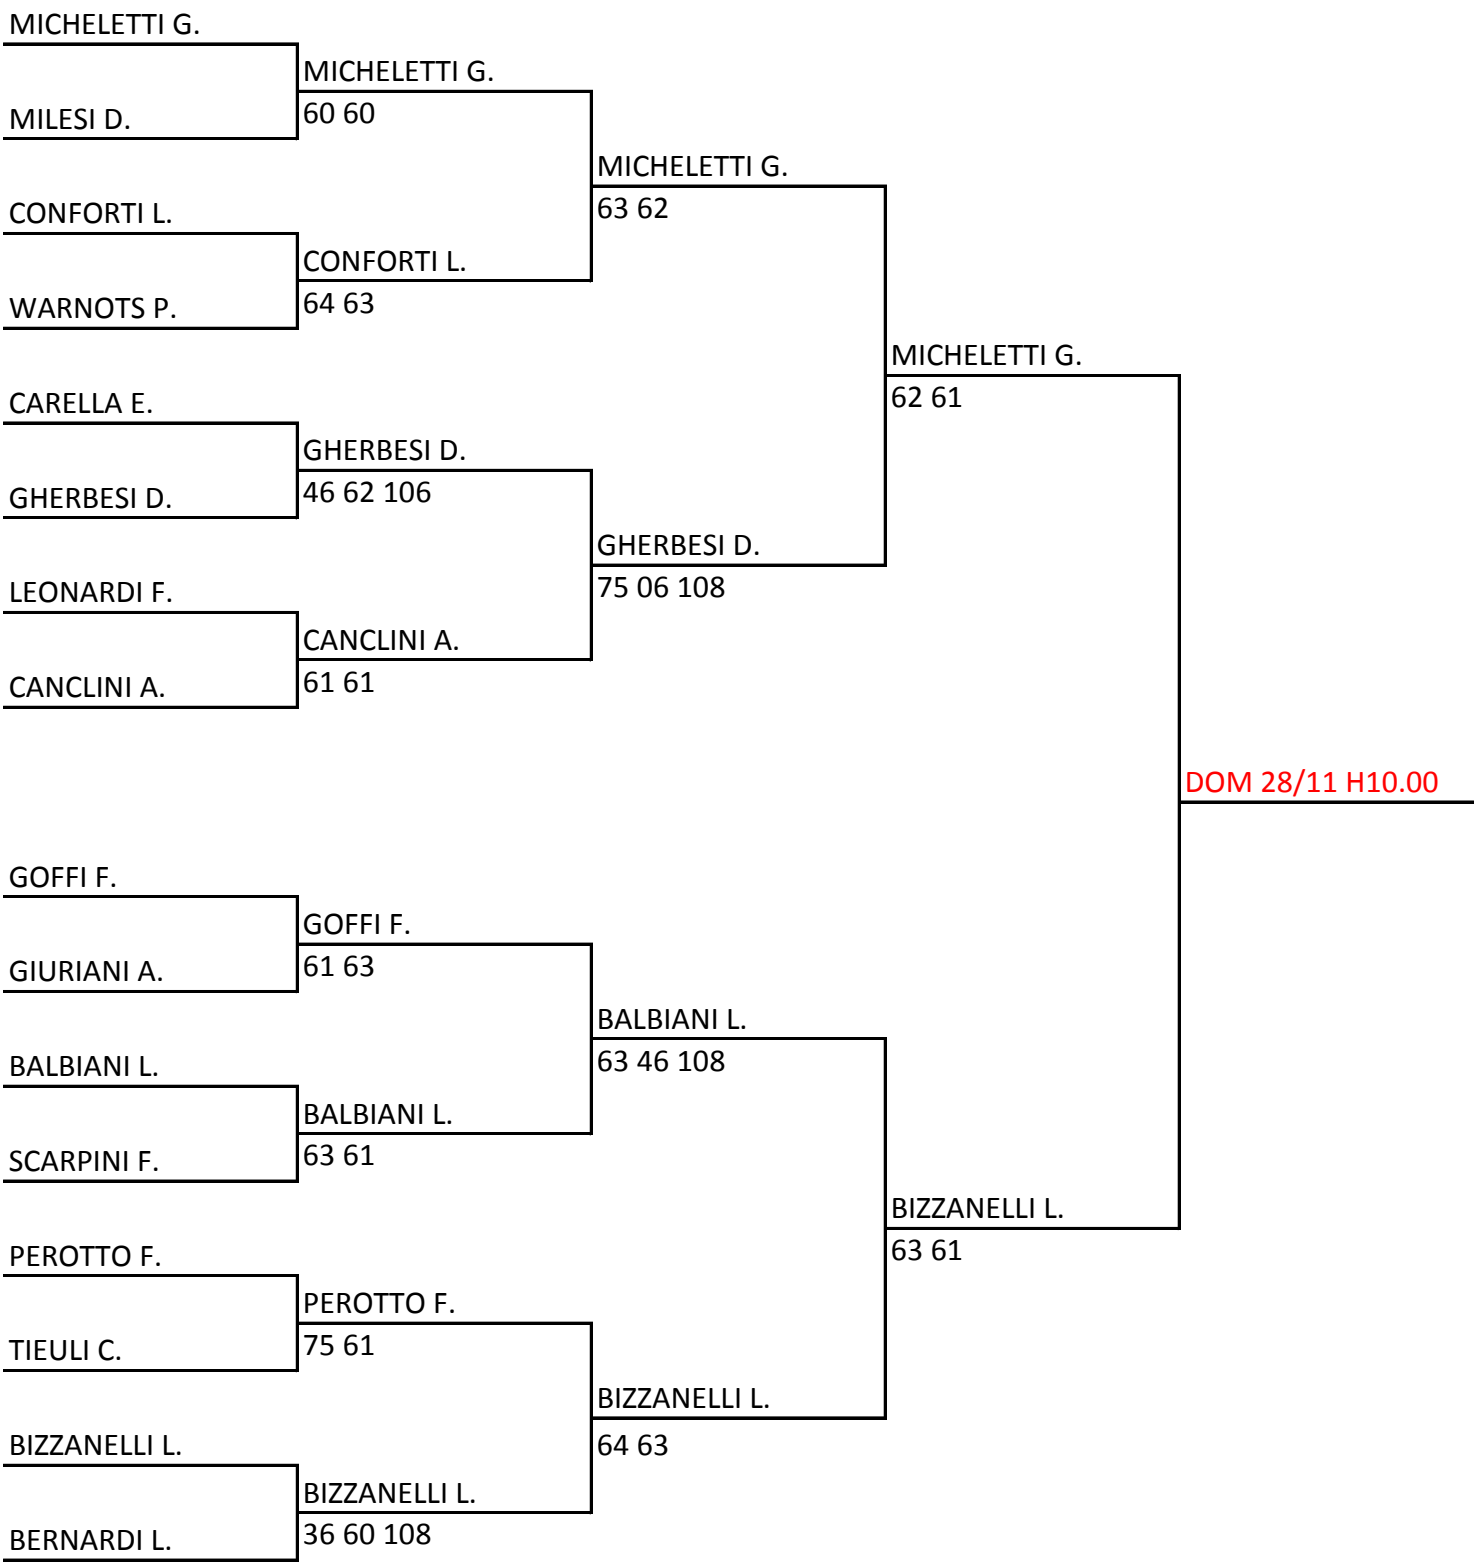 MICHELETTI G.
MICHELETTI G.
MILESI D.
60 60
MICHELETTI G.
CONFORTI L.
63 62
CONFORTI L.
WARNOTS P.
64 63
MICHELETTI G.
CARELLA E.
62 61
GHERBESI D.
GHERBESI D.
46 62 106
GHERBESI D.
LEONARDI F.
75 06 108
CANCLINI A.
CANCLINI A.
61 61
DOM 28/11 H10.00
GOFFI F.
GOFFI F.
GIURIANI A.
61 63
BALBIANI L.
BALBIANI L.
63 46 108
BALBIANI L.
SCARPINI F.
63 61
BIZZANELLI L.
PEROTTO F.
63 61
PEROTTO F.
TIEULI C.
75 61
BIZZANELLI L.
BIZZANELLI L.
64 63
BIZZANELLI L.
BERNARDI L.
36 60 108